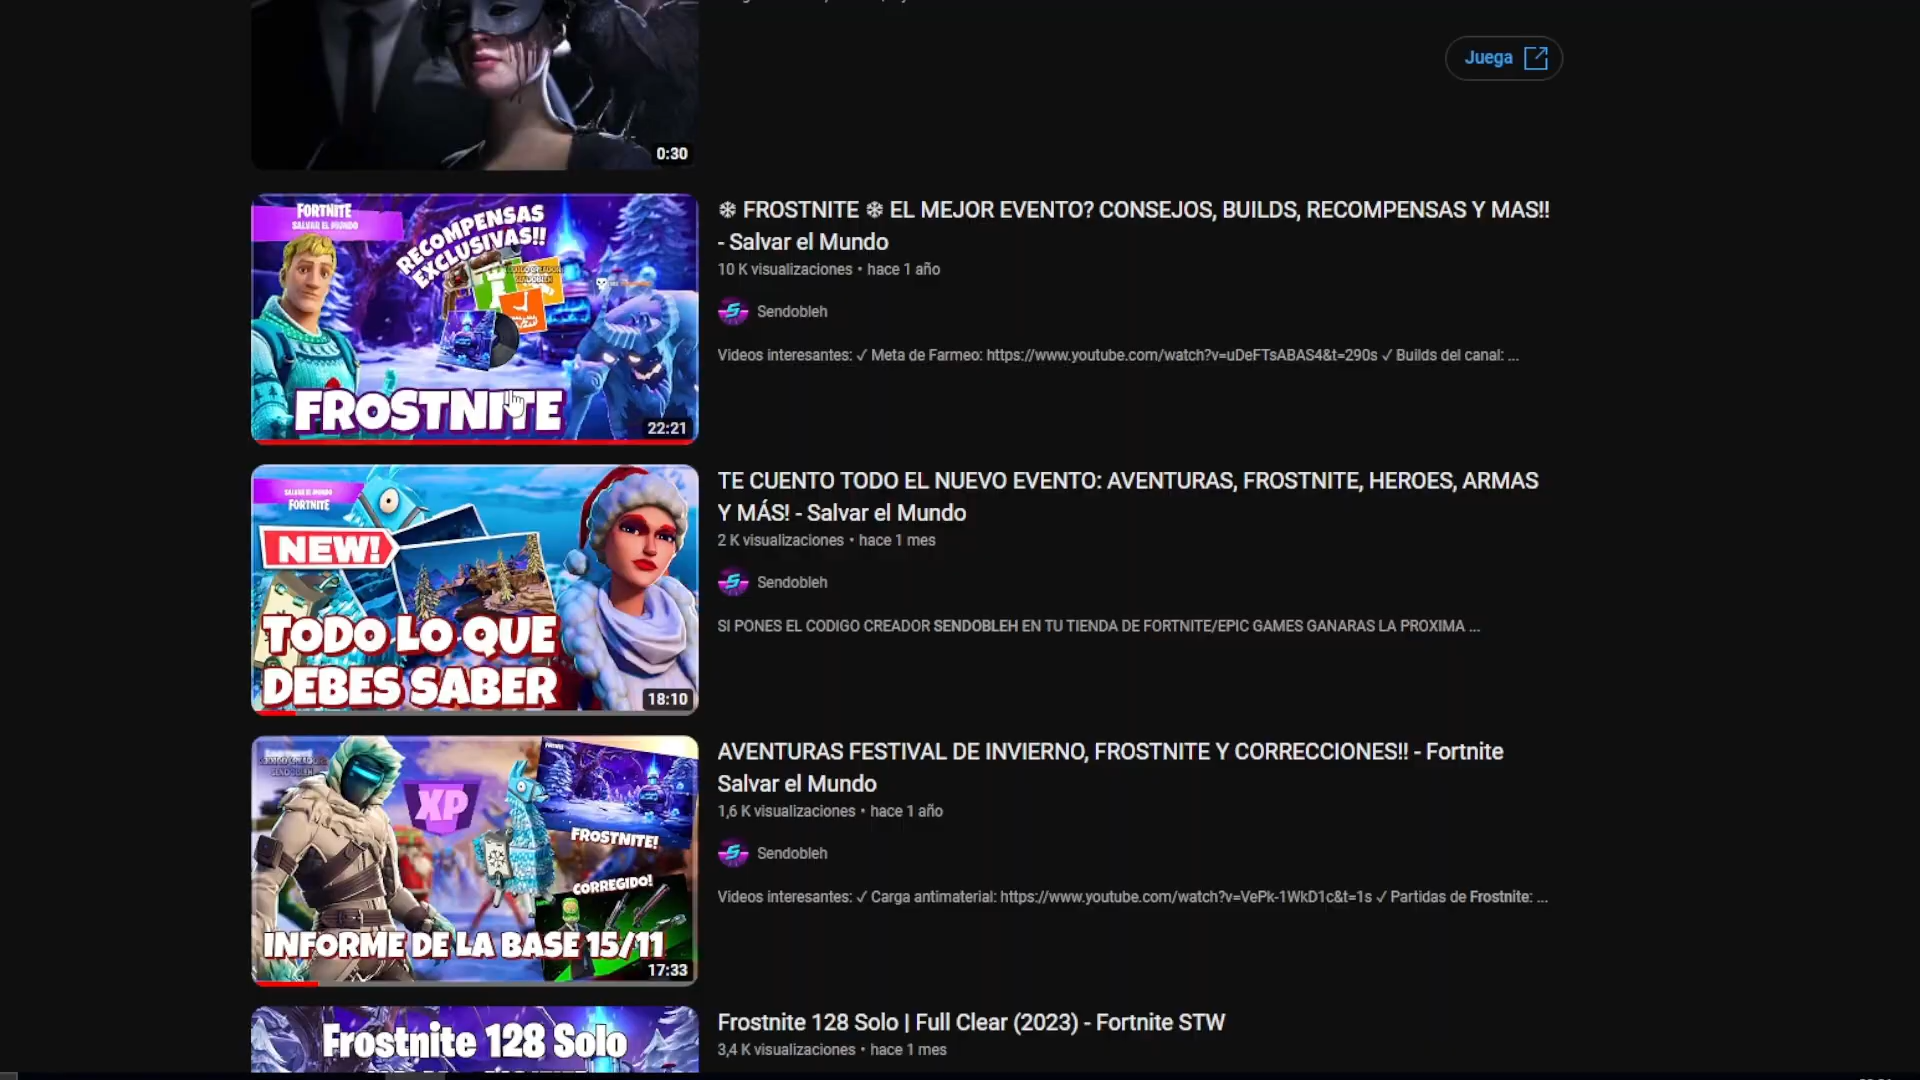 Juega
0:30
FORTNITE
SALVAR EL MUNDO
RECOMPENSAS
EXCLUSIVAS!!
FROSTNITE
22:21
❄ FROSTNITE ❄ EL MEJOR EVENTO? CONSEJOS, BUILDS, RECOMPENSAS Y MAS!!
- Salvar el Mundo
10 K visualizaciones • hace 1 año
Sendobleh
Videos interesantes: ✓ Meta de Farmeo: https://www.youtube.com/watch?v=uDeFTsABAS4&t=290s ✓ Builds del canal: ...
SALVAR EL MUNDO
FORTNITE
NEW!
TODO LO QUE
DEBES SABER
18:10
TE CUENTO TODO EL NUEVO EVENTO: AVENTURAS, FROSTNITE, HEROES, ARMAS
Y MÁS! - Salvar el Mundo
2 K visualizaciones • hace 1 mes
Sendobleh
SI PONES EL CODIGO CREADOR SENDOBLEH EN TU TIENDA DE FORTNITE/EPIC GAMES GANARAS LA PROXIMA ...
XP
FROSTNITE!
CORREGIDO!
INFORME DE LA BASE 15/11
17:33
AVENTURAS FESTIVAL DE INVIERNO, FROSTNITE Y CORRECCIONES!! - Fortnite
Salvar el Mundo
1,6 K visualizaciones • hace 1 año
Sendobleh
Videos interesantes: ✓ Carga antimaterial: https://www.youtube.com/watch?v=VePk-1WkD1c&t=1s ✓ Partidas de Frostnite: ...
Frostnite 128 Solo
Frostnite 128 Solo | Full Clear (2023) - Fortnite STW
3,4 K visualizaciones • hace 1 mes